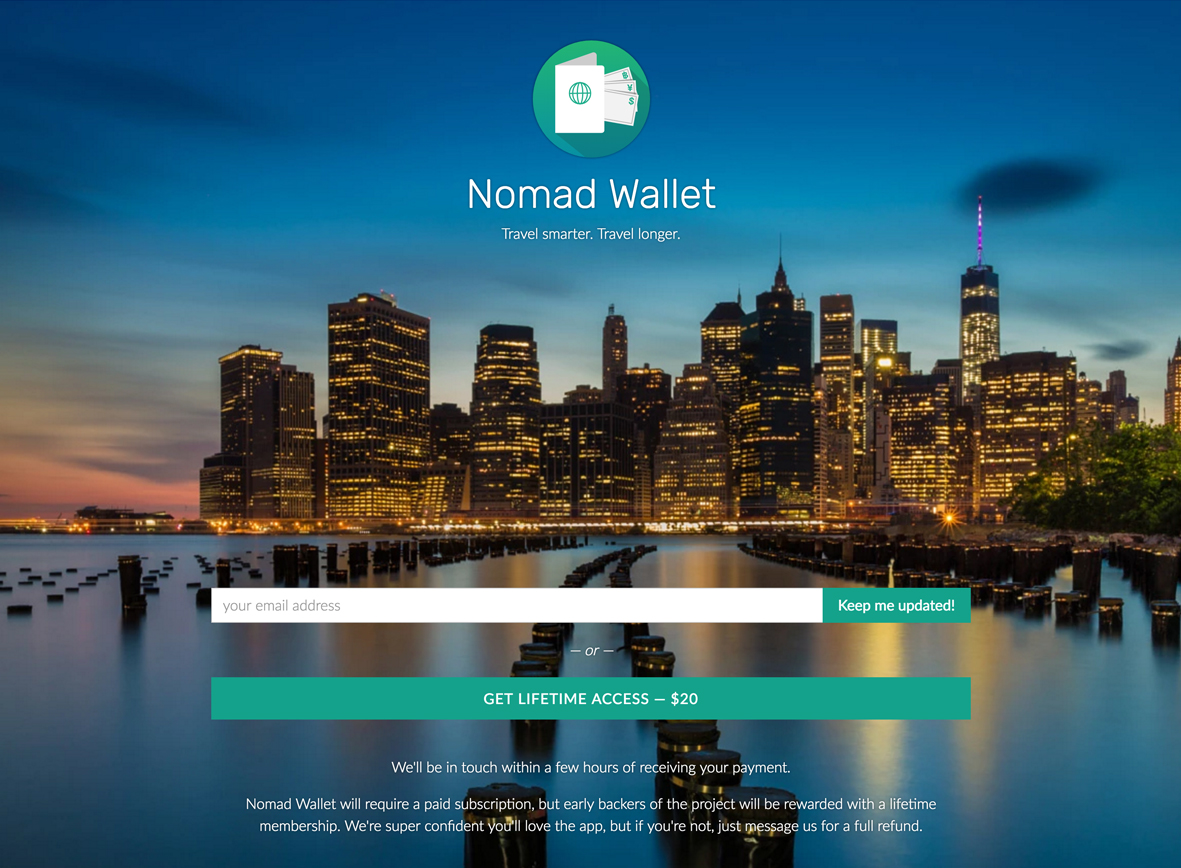 Nomad Wallet
Travel smarter. Travel longer.
your email address
Keep me updated!
— or —
GET LIFETIME ACCESS — $20
We'll be in touch within a few hours of receiving your payment.
Nomad Wallet will require a paid subscription, but early backers of the project will be rewarded with a lifetime
membership. We're super confident you'll love the app, but if you're not, just message us for a full refund.